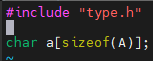 #include "type.h"
char a[sizeof(A)];
~